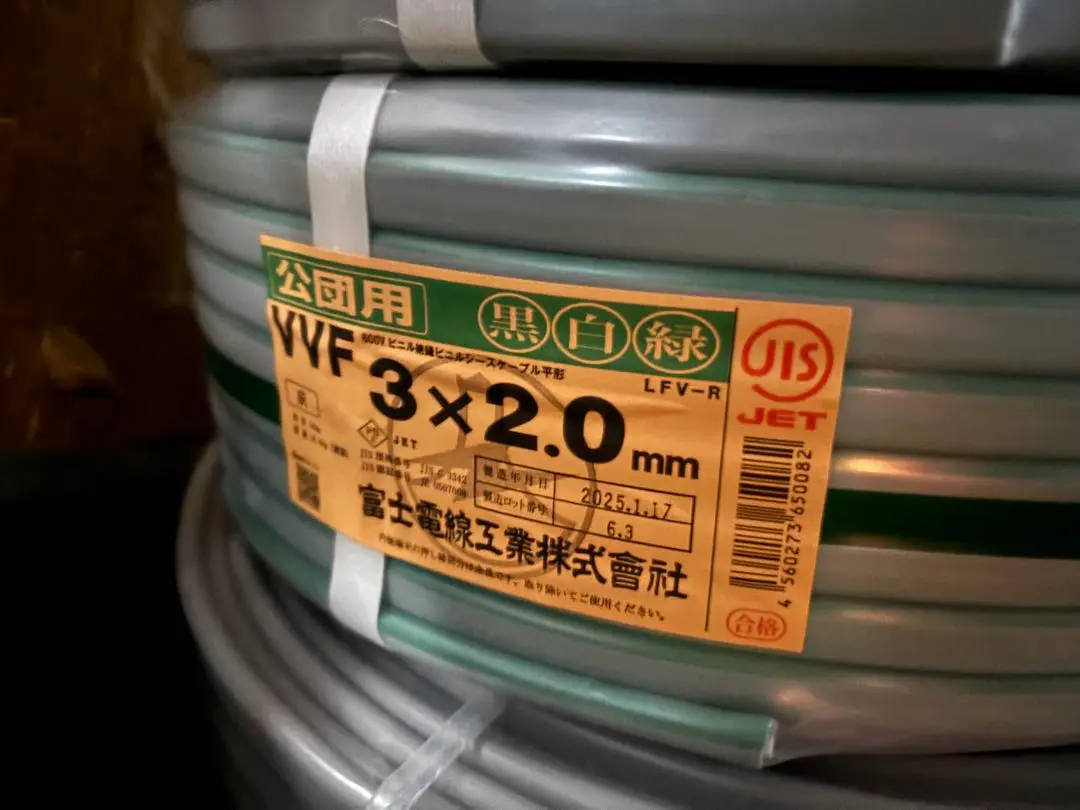 公団用 黒 白 緑
VVF 600V ビニル絶縁ビニルシースケーブル平形
LFV-R
3×2.0mm
JET
JIS C 3342
製造年月日 2025.1.17
製造ロット番号 6.3
富士電線工業株式會社
JIS
JET
4 560273 650082
合格